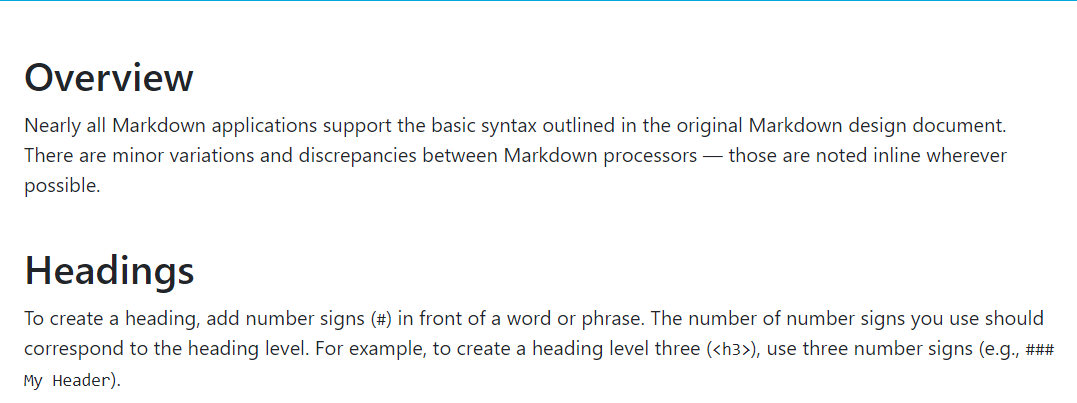 Overview
Nearly all Markdown applications support the basic syntax outlined in the original Markdown design document.
There are minor variations and discrepancies between Markdown processors — those are noted inline wherever
possible.
Headings
To create a heading, add number signs (#) in front of a word or phrase. The number of number signs you use should
correspond to the heading level. For example, to create a heading level three (<h3>), use three number signs (e.g., ###
My Header).